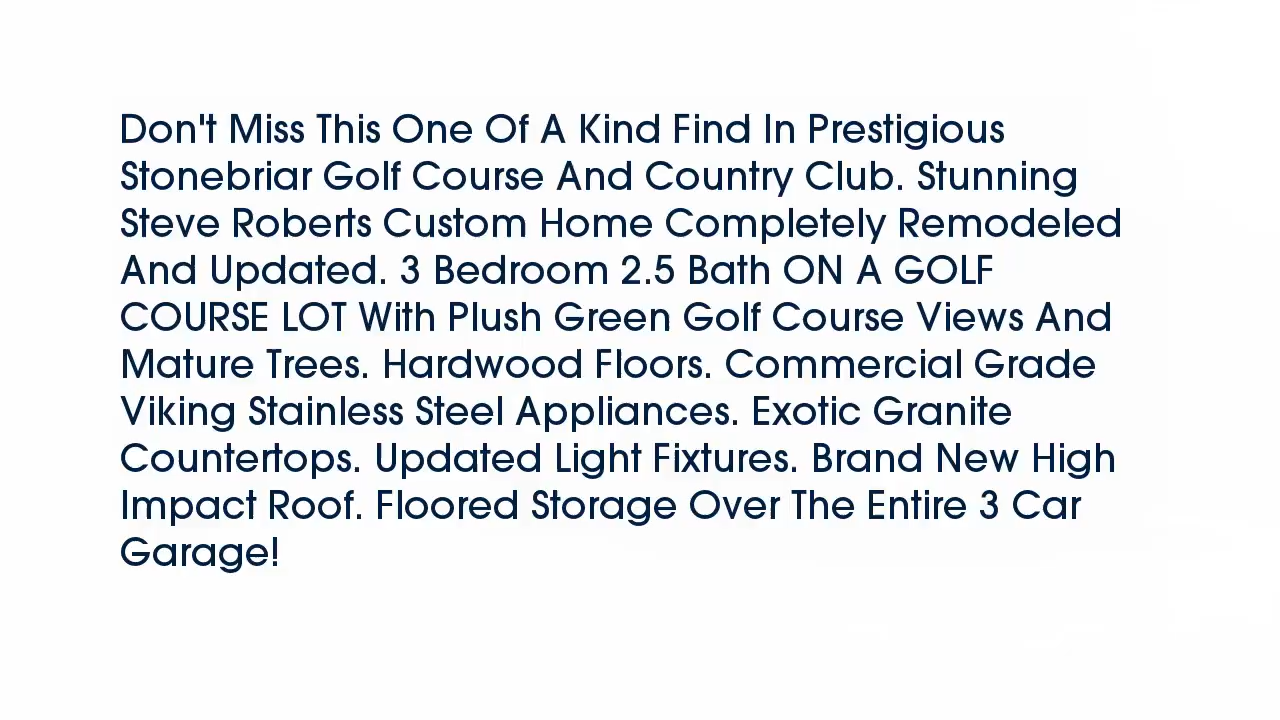 Don't Miss This One Of A Kind Find In Prestigious
Stonebriar Golf Course And Country Club. Stunning
Steve Roberts Custom Home Completely Remodeled
And Updated. 3 Bedroom 2.5 Bath ON A GOLF
COURSE LOT With Plush Green Golf Course Views And
Mature Trees. Hardwood Floors. Commercial Grade
Viking Stainless Steel Appliances. Exotic Granite
Countertops. Updated Light Fixtures. Brand New High
Impact Roof. Floored Storage Over The Entire 3 Car
Garage!